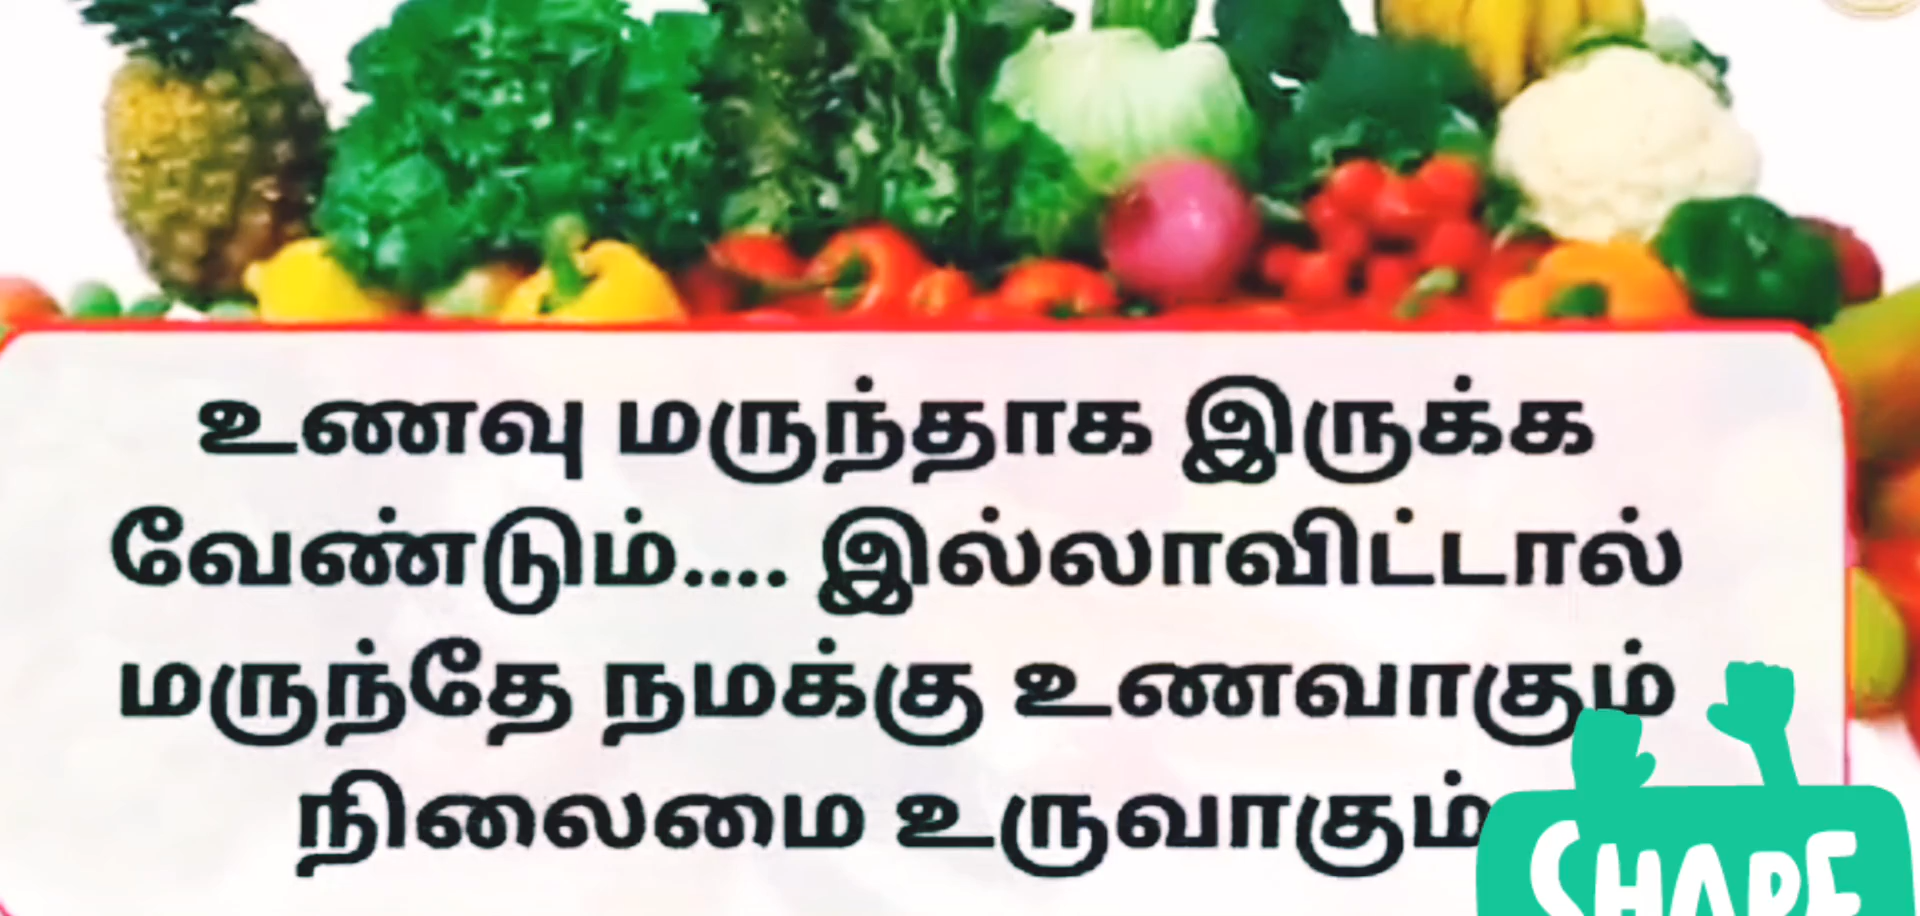 உணவு மருந்தாக இருக்க
வேண்டும்.... இல்லாவிட்டால்
மருந்தே நமக்கு உணவாகும்
நிலைமை உருவாகும்
SHARE